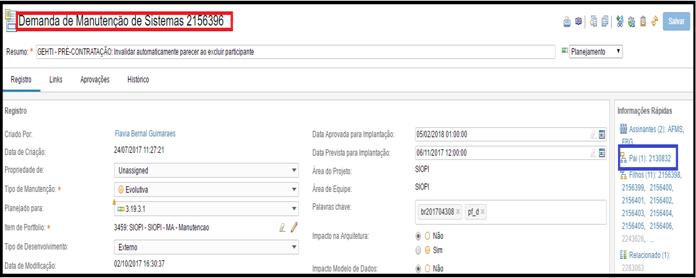 Demanda de Manutenção de Sistemas 2156396
Salvar
Resumo: * GEHTI - PRÉ-CONTRATAÇÃO: Invalidar automaticamente parecer ao excluir participante
Planejamento
Registro Links Aprovações Histórico
Registro
Criado Por: Flavia Bernal Guimaraes
Data de Criação: 24/07/2017 11:27:21
Propriedade de: Unassigned
Tipo de Manutenção: * Evolutiva
Planejado para: 3.19.3.1
Item de Portfolio: * 3459: SIOPI - SIOPI - MA - Manutencao
Tipo de Desenvolvimento: Externo
Data de Modificação: 02/10/2017 16:30:37
Data Aprovada para Implantação: 05/02/2018 01:00:00
Data Prevista para Implantação: 06/11/2017 12:00:00
Área do Projeto: SIOPI
Área de Equipe: SIOPI
Palavras chave: br201704308 × pf_d ×
Impacto na Arquitetura: Não
Sim
Impacto Modelo de Dados: Não
Informações Rápidas
Assinantes (2): AFMS,
FBG
Pai (1): 2130832
Filhos (11): 2156398,
2156399, 2156400,
2156401, 2156402,
2156403, 2156404,
2156405, 2156406,
2243626, ...
Relacionado (1):
2263063